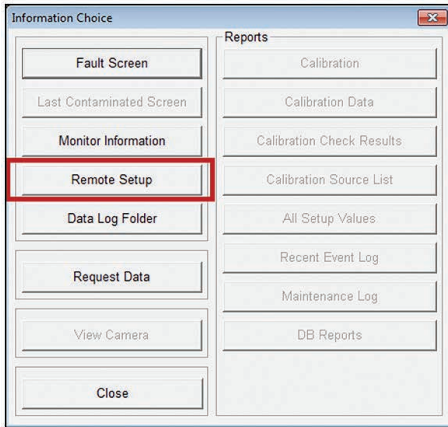 Information Choice
Fault Screen
Last Contaminated Screen
Monitor Information
Remote Setup
Data Log Folder
Request Data
View Camera
Close
Reports
Calibration
Calibration Data
Calibration Check Results
Calibration Source List
All Setup Values
Recent Event Log
Maintenance Log
DB Reports